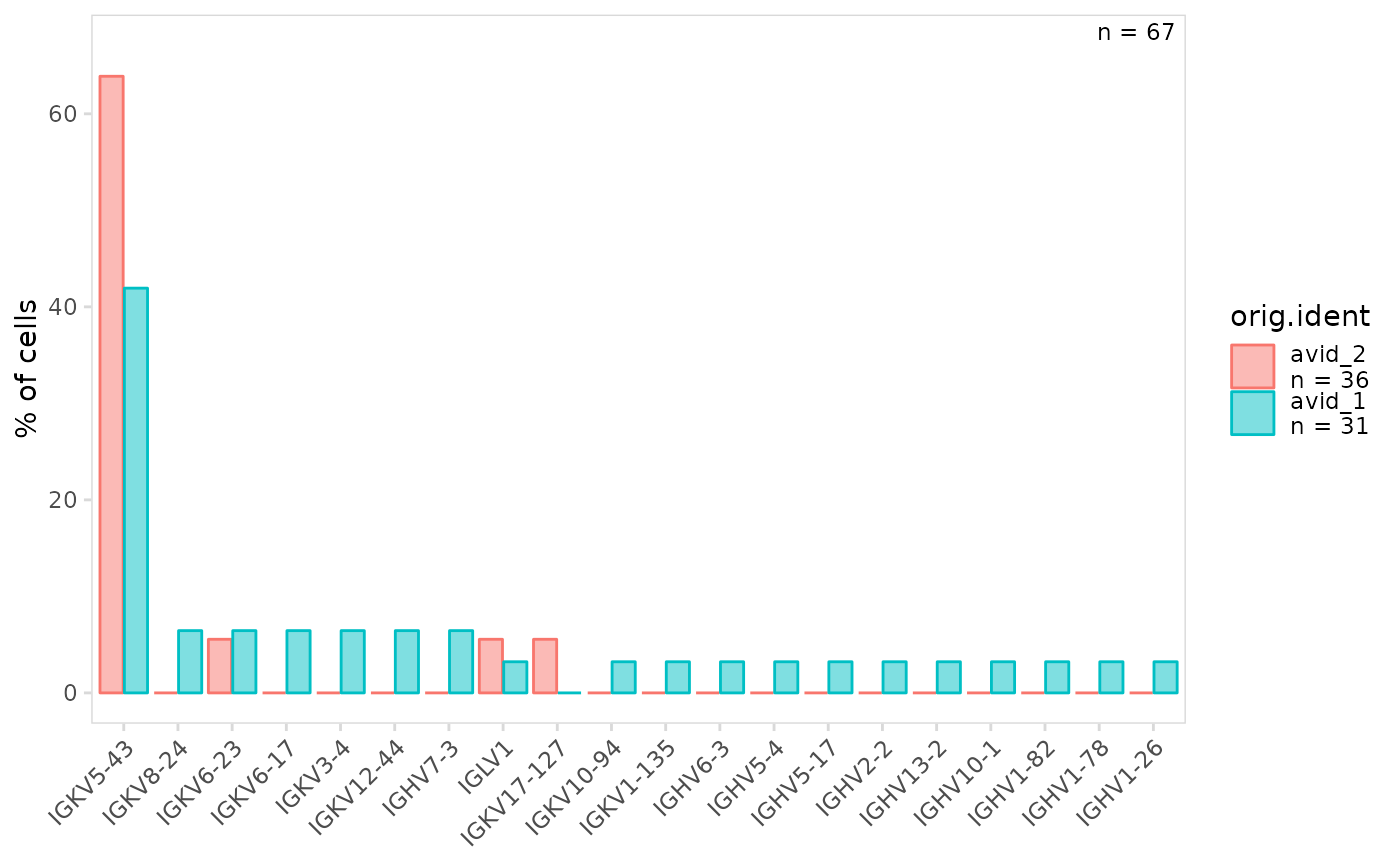 n = 67
% of cells
60
40
20
0
IGKV5-43
IGKV8-24
IGKV6-23
IGKV6-17
IGKV3-4
IGKV12-44
IGHV7-3
IGLV1
IGKV17-127
IGKV10-94
IGKV1-135
IGHV6-3
IGHV5-4
IGHV5-17
IGHV2-2
IGHV13-2
IGHV10-1
IGHV1-82
IGHV1-78
IGHV1-26
orig.ident
avid_2
n = 36
avid_1
n = 31